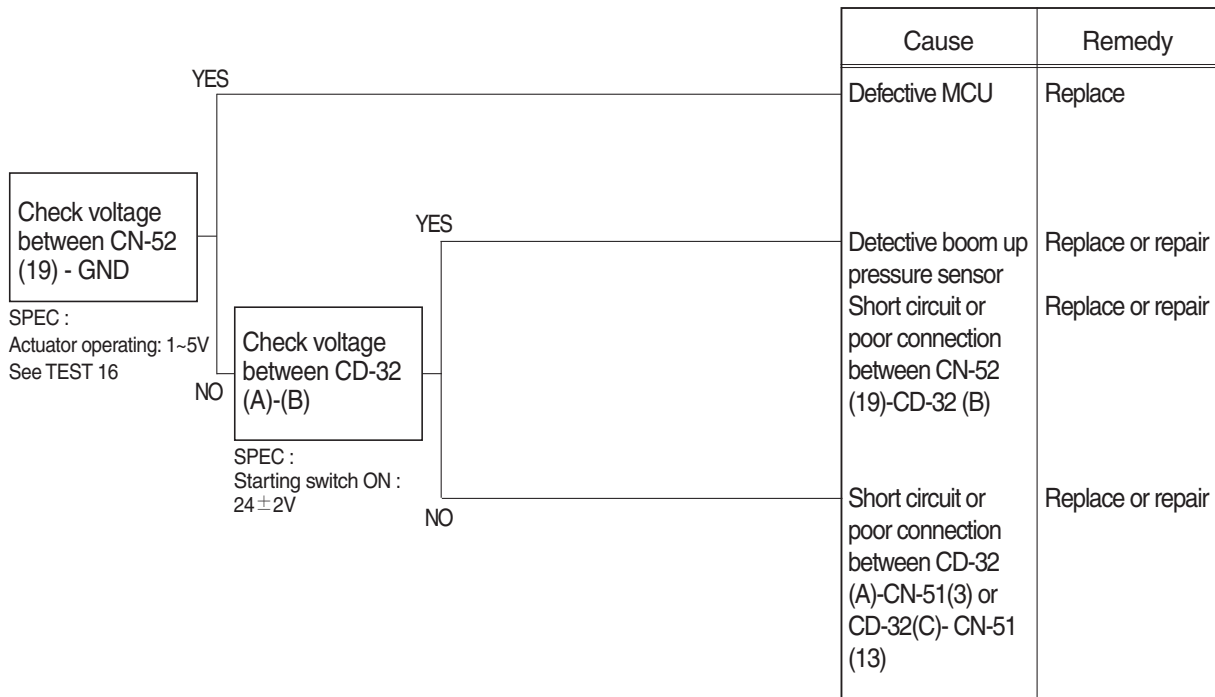 Cause Remedy
YES
Defective MCU Replace
Check voltage
between CN-52
(19) - GND
SPEC :
Actuator operating: 1~5V
See TEST 16
NO
YES
Check voltage
between CD-32
(A)-(B)
SPEC :
Starting switch ON :
24±2V
NO
Detective boom up Replace or repair
pressure sensor
Short circuit or Replace or repair
poor connection
between CN-52
(19)-CD-32 (B)
Short circuit or Replace or repair
poor connection
between CD-32
(A)-CN-51(3) or
CD-32(C)- CN-51
(13)